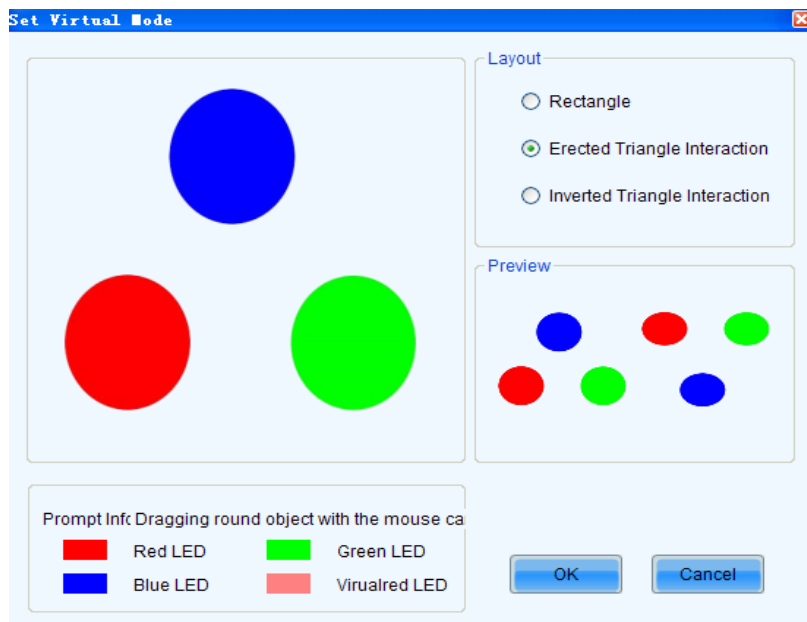 Set Virtual Mode
Layout
Rectangle
Erected Triangle Interaction
Inverted Triangle Interaction
Preview
Prompt Info Dragging round object with the mouse ca
Red LED
Green LED
Blue LED
Virualred LED
OK
Cancel